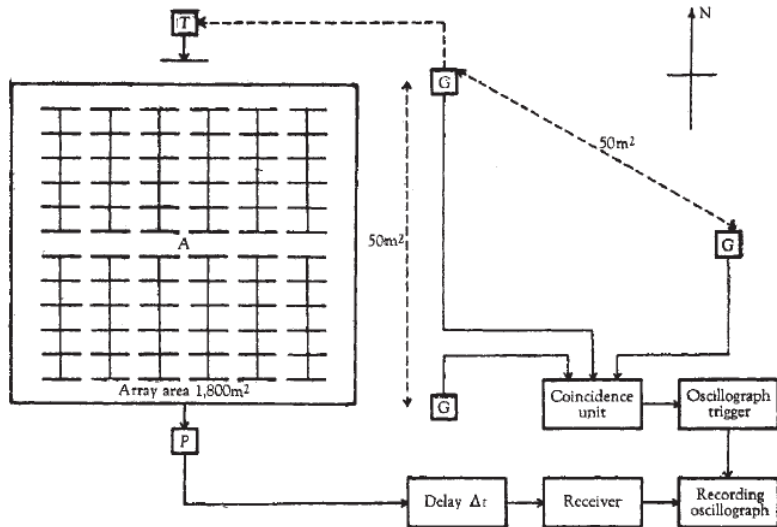 T
N
G
50m²
G
A
50m²
Array area 1,800m²
G
P
Coincidence
unit
Oscillograph
trigger
Delay Δt
Receiver
Recording
oscillograph